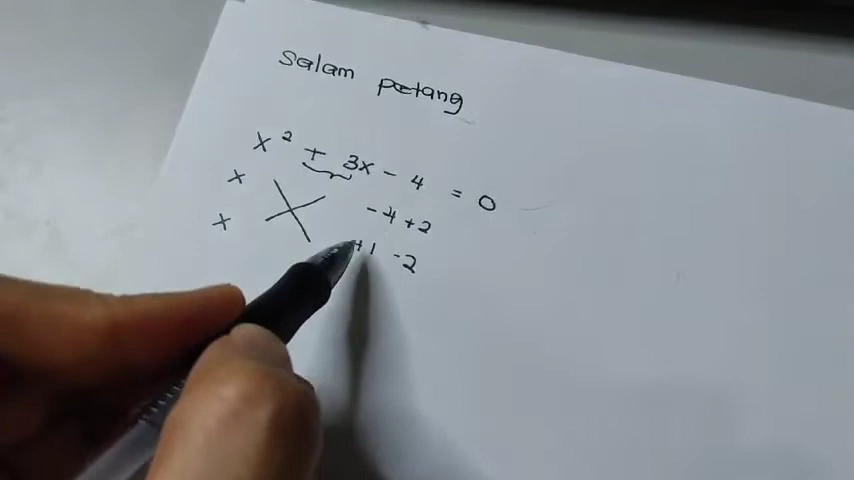 Salam petang
x² + 3x - 4 = 0
x -4 +2
x +1 -2